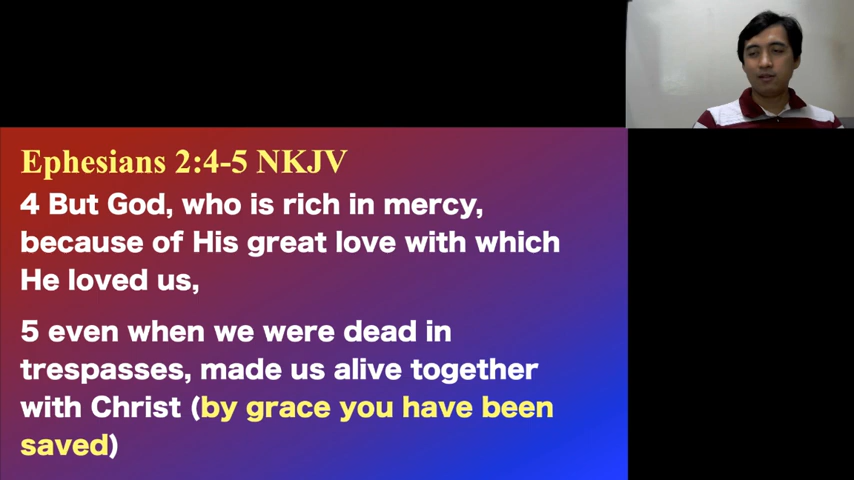 Ephesians 2:4-5 NKJV
4 But God, who is rich in mercy,
because of His great love with which
He loved us,
5 even when we were dead in
trespasses, made us alive together
with Christ (by grace you have been
saved)